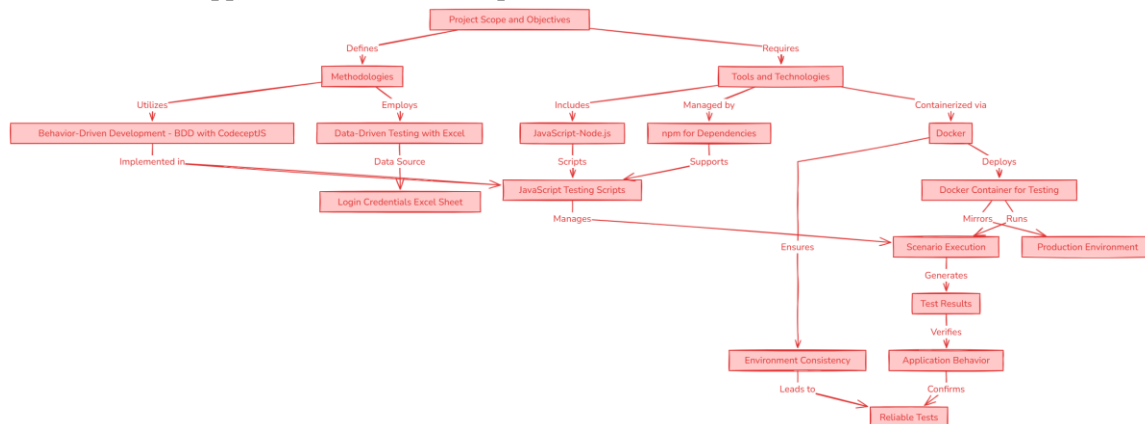 Project Scope and Objectives
Defines
Requires
Methodologies
Tools and Technologies
Utilizes
Employs
Includes
Managed by
Containerized via
Behavior-Driven Development - BDD with CodeceptJS
Data-Driven Testing with Excel
JavaScript-Node.js
npm for Dependencies
Docker
Implemented in
Data Source
Scripts
Supports
Deploys
Login Credentials Excel Sheet
JavaScript Testing Scripts
Docker Container for Testing
Manages
Mirrors
Runs
Ensures
Scenario Execution
Production Environment
Generates
Test Results
Verifies
Environment Consistency
Application Behavior
Leads to
Confirms
Reliable Tests